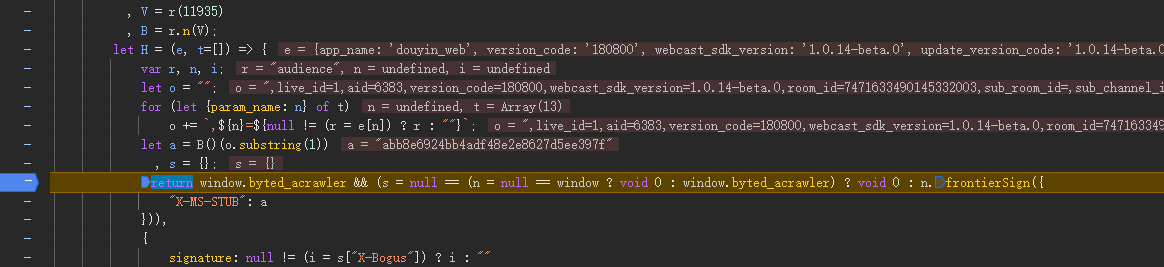 , V = r(11935)
, B = r.n(V);
let H = (e, t=[]) => { e = {app_name: 'douyin_web', version_code: '180800', webcast_sdk_version: '1.0.14-beta.0', update_version_code: '1.0.14-beta.0
var r, n, i; r = "audience", n = undefined, i = undefined
let o = ""; o = ",live_id=1,aid=6383,version_code=180800,webcast_sdk_version=1.0.14-beta.0,room_id=7471633490145332003,sub_room_id=,sub_channel_i
for (let {param_name: n} of t) n = undefined, t = Array(13)
o += `,${n}=${null != (r = e[n]) ? r : ""}`; o = ",live_id=1,aid=6383,version_code=180800,webcast_sdk_version=1.0.14-beta.0,room_id=747163349
let a = B()(o.substring(1)) a = "abb8e6924bb4adf48e2e8627d5ee397f"
, s = {}; s = {}
return window.byted_acrawler && (s = null == (n = null == window ? void 0 : window.byted_acrawler) ? void 0 : n.frontierSign({
"X-MS-STUB": a
})),
{
signature: null != (i = s["X-Bogus"]) ? i : ""